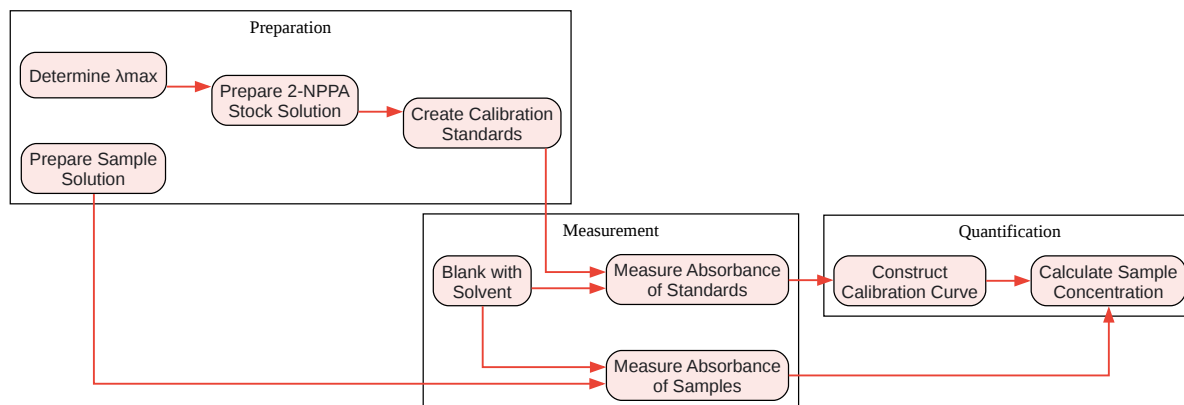 Preparation
Determine λmax
Prepare 2-NPPA
Stock Solution
Create Calibration
Standards
Prepare Sample
Solution
Measurement
Blank with
Solvent
Measure Absorbance
of Standards
Measure Absorbance
of Samples
Quantification
Construct
Calibration Curve
Calculate Sample
Concentration